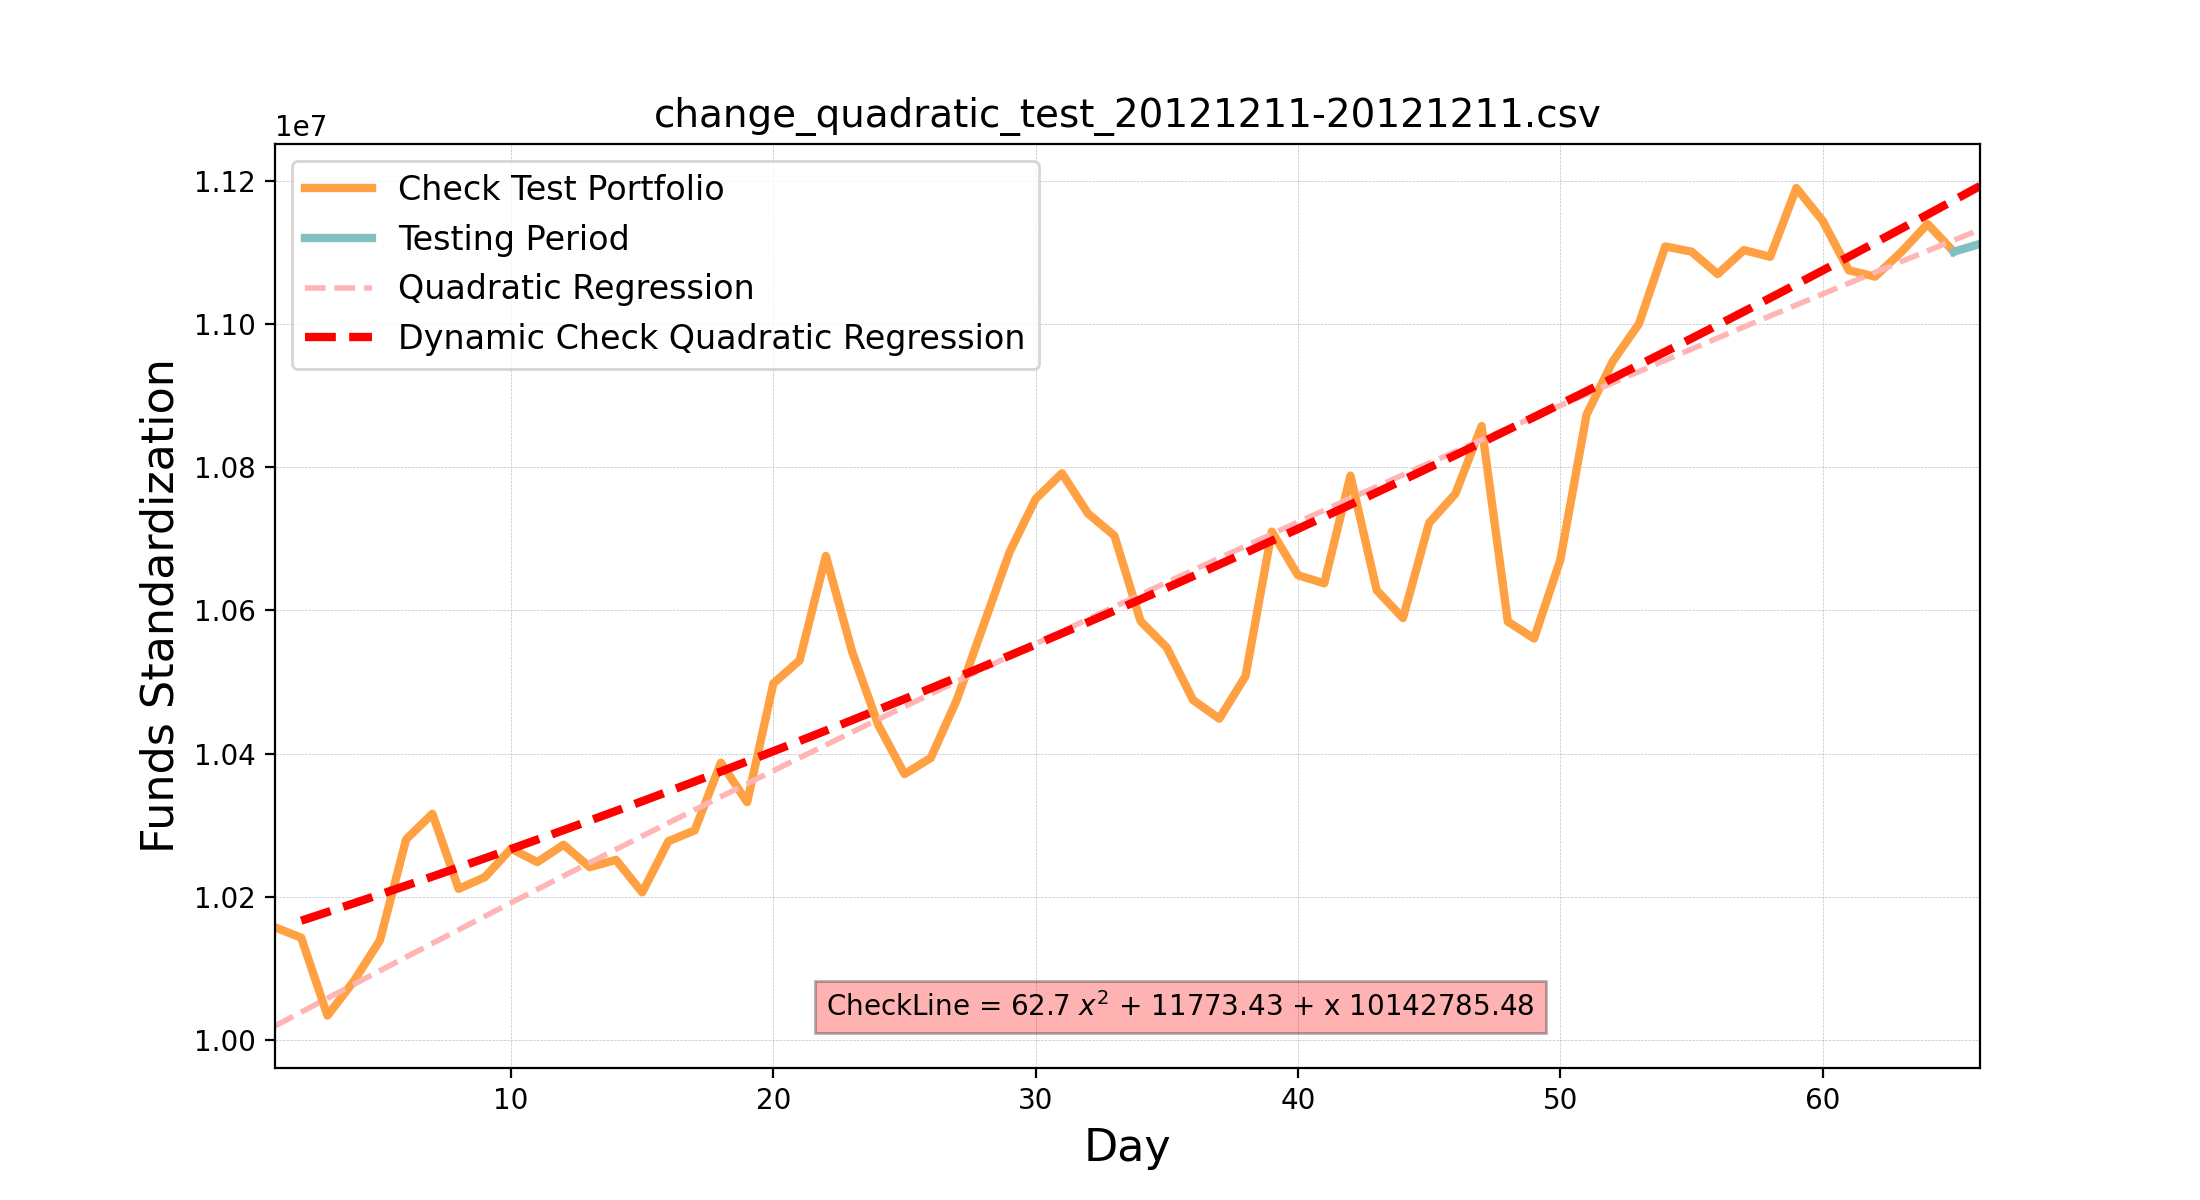 change_quadratic_test_20121211-20121211.csv
1e7
Check Test Portfolio
Testing Period
Quadratic Regression
Dynamic Check Quadratic Regression
1.12
1.10
1.08
1.06
1.04
1.02
1.00
Funds Standardization
CheckLine = 62.7 x² + 11773.43 + x 10142785.48
10 20 30 40 50 60
Day